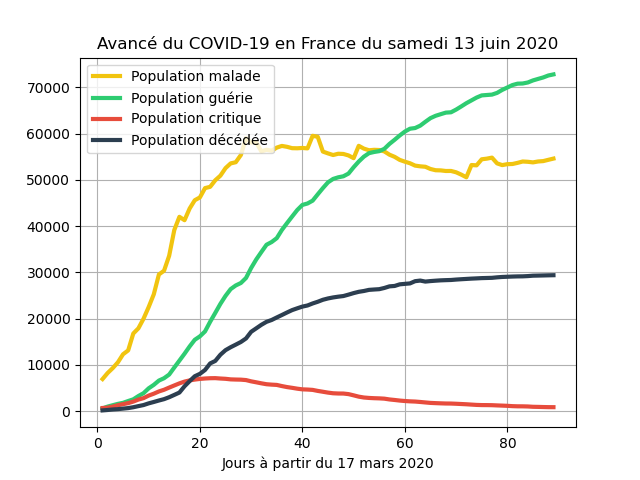 Avancé du COVID-19 en France du samedi 13 juin 2020
Population malade
Population guérie
Population critique
Population décédée
70000
60000
50000
40000
30000
20000
10000
0
0 20 40 60 80
Jours à partir du 17 mars 2020